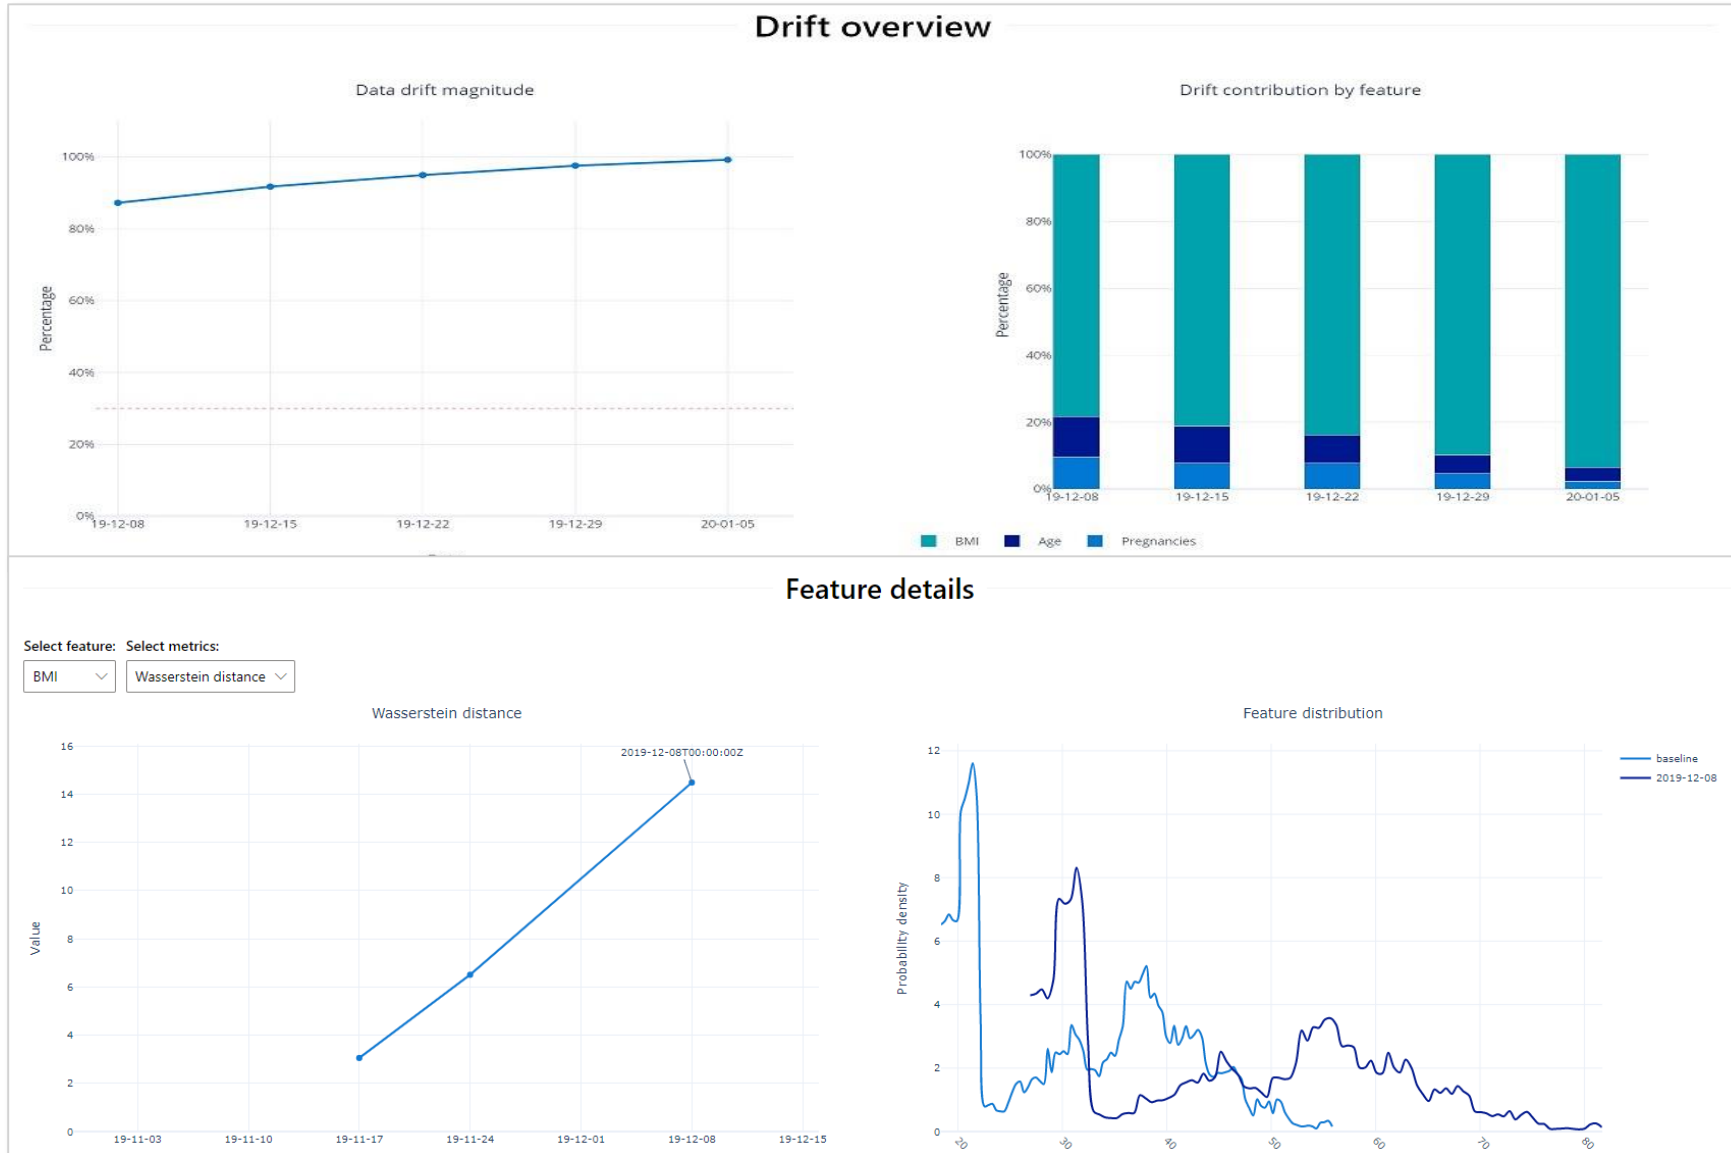 Drift overview
Data drift magnitude
100%
80%
60%
40%
20%
0%
Percentage
19-12-08 19-12-15 19-12-22 19-12-29 20-01-05
Drift contribution by feature
100%
80%
60%
40%
20%
0%
Percentage
19-12-08 19-12-15 19-12-22 19-12-29 20-01-05
BMI Age Pregnancies
Feature details
Select feature: Select metrics:
BMI Wasserstein distance
Wasserstein distance
2019-12-08T00:00:00Z
16
14
12
10
8
6
4
2
0
Value
19-11-03 19-11-10 19-11-17 19-11-24 19-12-01 19-12-08 19-12-15
Feature distribution
12
10
8
6
4
2
0
Probability density
20 30 40 50 60 70 80
baseline
2019-12-08